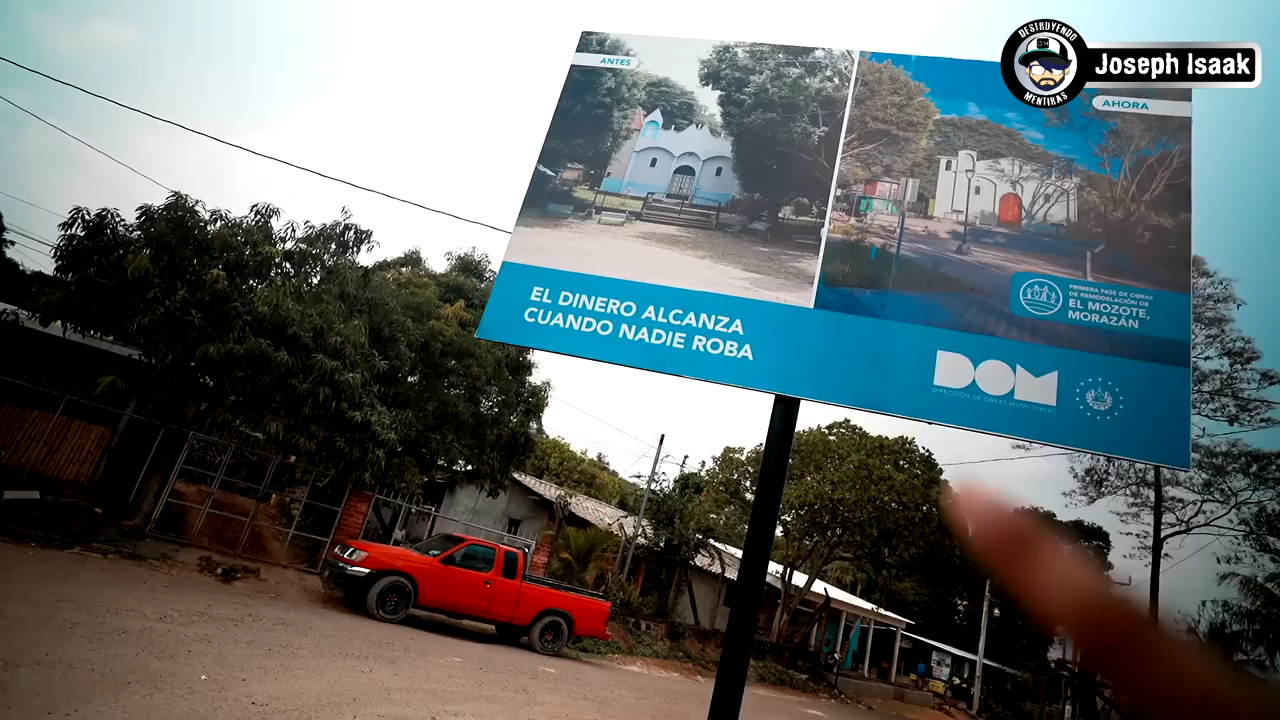 DESTRUYENDO
MENTIRAS
Joseph Isaak
ANTES
AHORA
PRIMERA FASE DE OBRAS
DE REMODELACIÓN DE
EL MOZOTE,
MORAZÁN
EL DINERO ALCANZA
CUANDO NADIE ROBA
DOM
DIRECCIÓN DE OBRAS MUNICIPALES